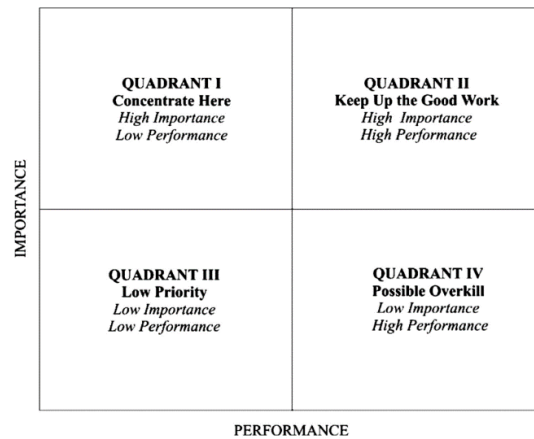 QUADRANT I
Concentrate Here
High Importance
Low Performance
QUADRANT II
Keep Up the Good Work
High Importance
High Performance
IMPORTANCE
QUADRANT III
Low Priority
Low Importance
Low Performance
QUADRANT IV
Possible Overkill
Low Importance
High Performance
PERFORMANCE